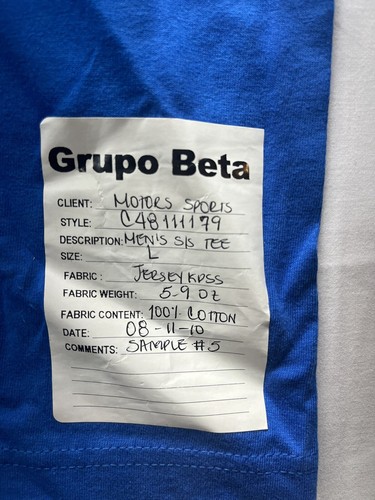 Grupo Beta
CLIENT: MOTORS SPORTS
STYLE: C48111179
DESCRIPTION: MEN'S S/S TEE
SIZE: L
FABRIC: JERSEY KDSS
FABRIC WEIGHT: 5-9 OZ
FABRIC CONTENT: 100% COTTON
DATE: 08-11-10
COMMENTS: SAMPLE #5